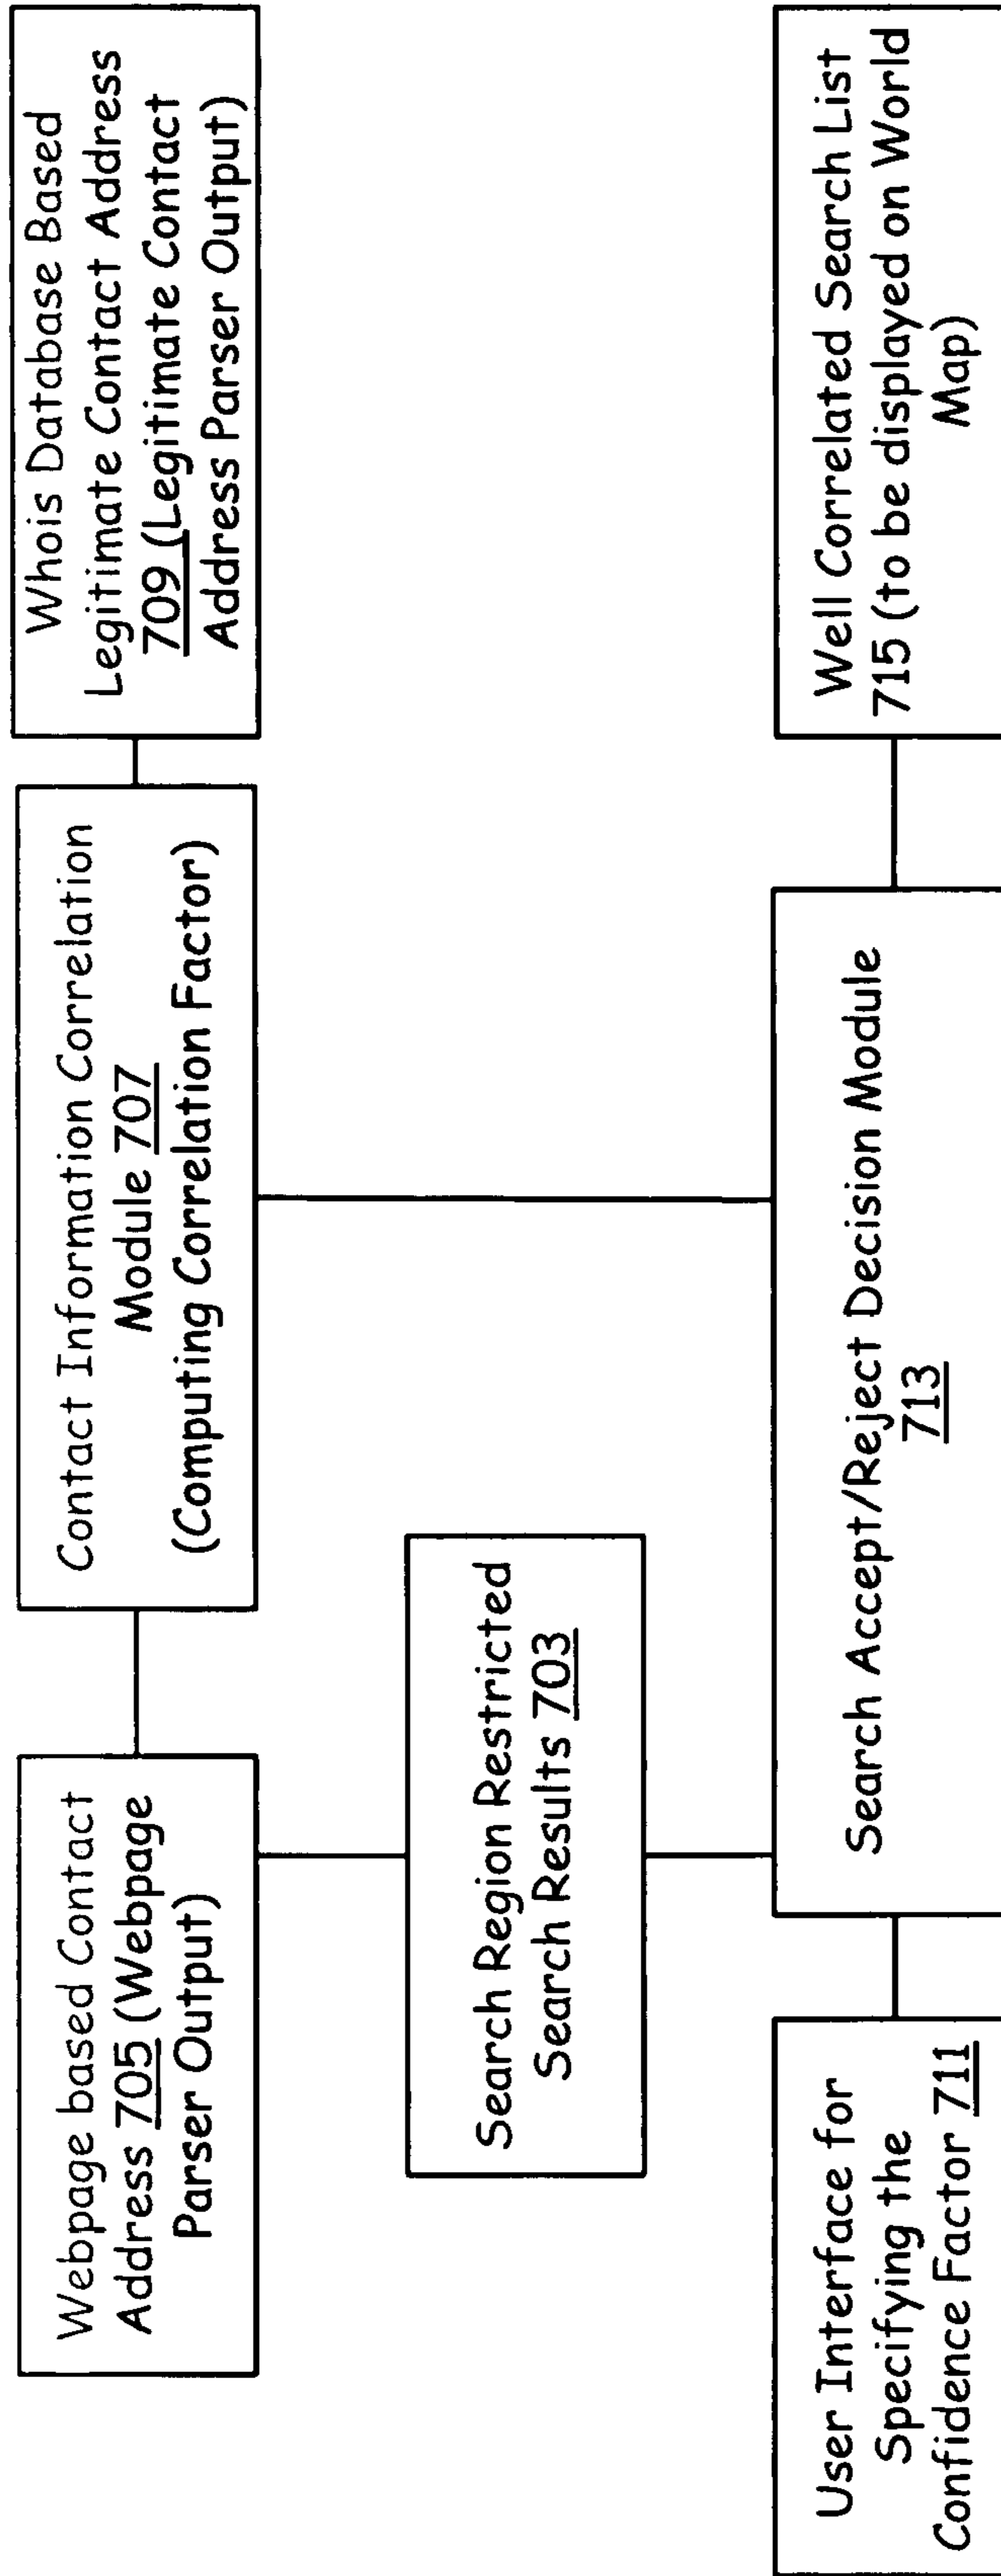 Webpage based Contact
Address 705 (Webpage
Parser Output)
Contact Information Correlation
Module 707
(Computing Correlation Factor)
Whois Database Based
Legitimate Contact Address
709 (Legitimate Contact
Address Parser Output)
Search Region Restricted
Search Results 703
User Interface for
Specifying the
Confidence Factor 711
Search Accept/Reject Decision Module
713
Well Correlated Search List
715 (to be displayed on World
Map)